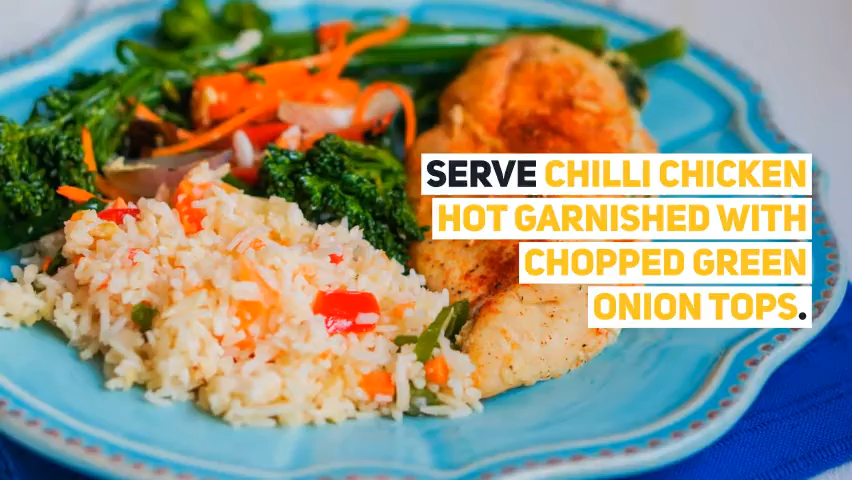 SERVE CHILLI CHICKEN
HOT GARNISHED WITH
CHOPPED GREEN
ONION TOPS.